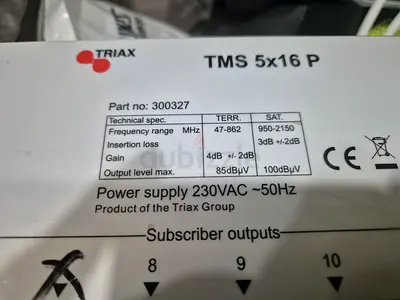 TRIAX
TMS 5x16 P
Part no: 300327
Technical spec. TERR. SAT.
Frequency range MHz 47-862 950-2150
Insertion loss 3dB +/-2dB
Gain 4dB +/- 2dB
Output level max. 85dBµV 100dBµV
dubizzle
CE
Power supply 230VAC ~50Hz
Product of the Triax Group
Subscriber outputs
8 9 10